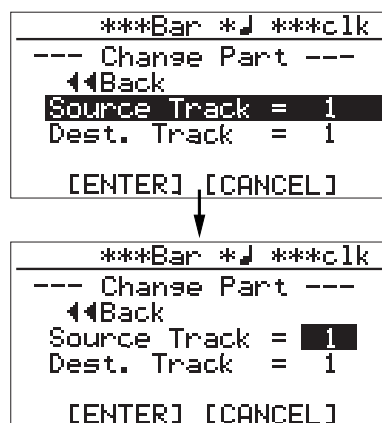 ***Bar *♩ ***clk
--- Change Part ---
◀◀Back
Source Track = 1
Dest. Track = 1
[ENTER] [CANCEL]
***Bar *♩ ***clk
--- Change Part ---
◀◀Back
Source Track = 1
Dest. Track = 1
[ENTER] [CANCEL]